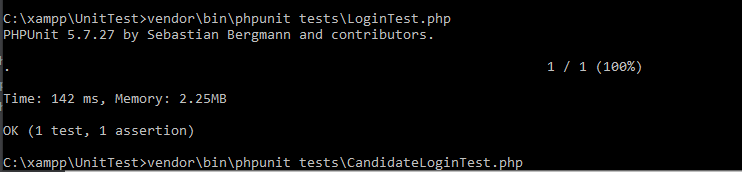 C:\xampp\UnitTest>vendor\bin\phpunit tests\LoginTest.php
PHPUnit 5.7.27 by Sebastian Bergmann and contributors.
. 1 / 1 (100%)
Time: 142 ms, Memory: 2.25MB
OK (1 test, 1 assertion)
C:\xampp\UnitTest>vendor\bin\phpunit tests\CandidateLoginTest.php